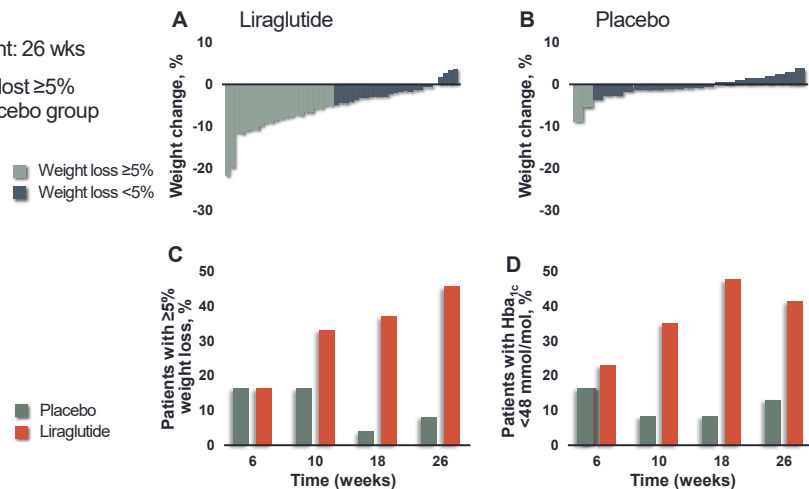 A Liraglutide
B Placebo
nt: 26 wks
lost ≥5%
cebo group
Weight loss ≥5%
Weight loss <5%
Weight change, %
10
0
-10
-20
-30
Weight change, %
10
0
-10
-20
-30
C
Patients with ≥5%
weight loss, %
50
40
30
20
10
0
6 10 18 26
Time (weeks)
D
Patients with Hba1c
<48 mmol/mol, %
50
40
30
20
10
0
6 10 18 26
Time (weeks)
Placebo
Liraglutide